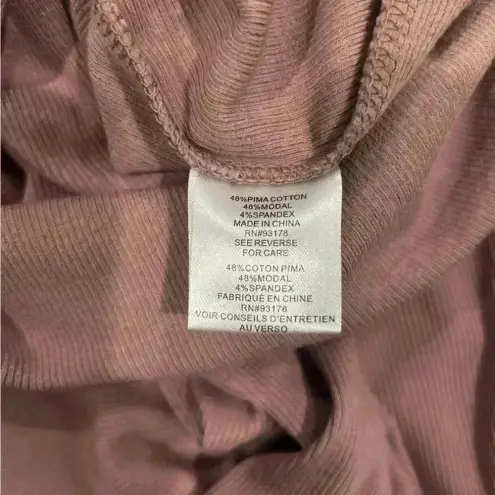 48%PIMA COTTON
48%MODAL
4%SPANDEX
MADE IN CHINA
RN#93178
SEE REVERSE
FOR CARE
48%COTON PIMA
48%MODAL
4%SPANDEX
FABRIQUÉ EN CHINE
RN#93178
VOIR CONSEILS D'ENTRETIEN
AU VERSO